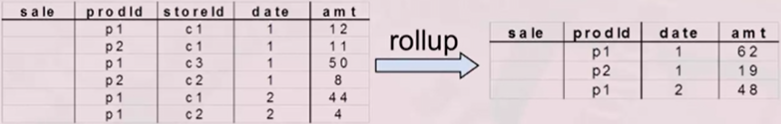 sale prodId storeId date amt
p1 c1 1 12
p2 c1 1 11
p1 c3 1 50
p2 c2 1 8
p1 c1 2 44
p1 c2 2 4
rollup
sale prodId date amt
p1 1 62
p2 1 19
p1 2 48